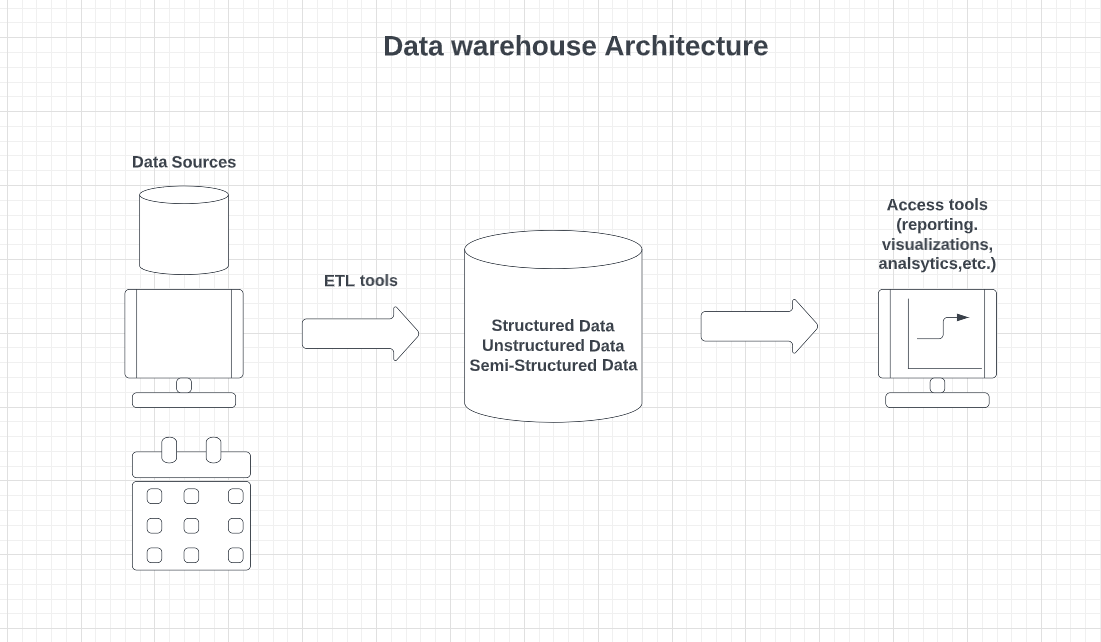 Data warehouse Architecture
Data Sources
ETL tools
Structured Data
Unstructured Data
Semi-Structured Data
Access tools
(reporting.
visualizations,
analsytics,etc.)